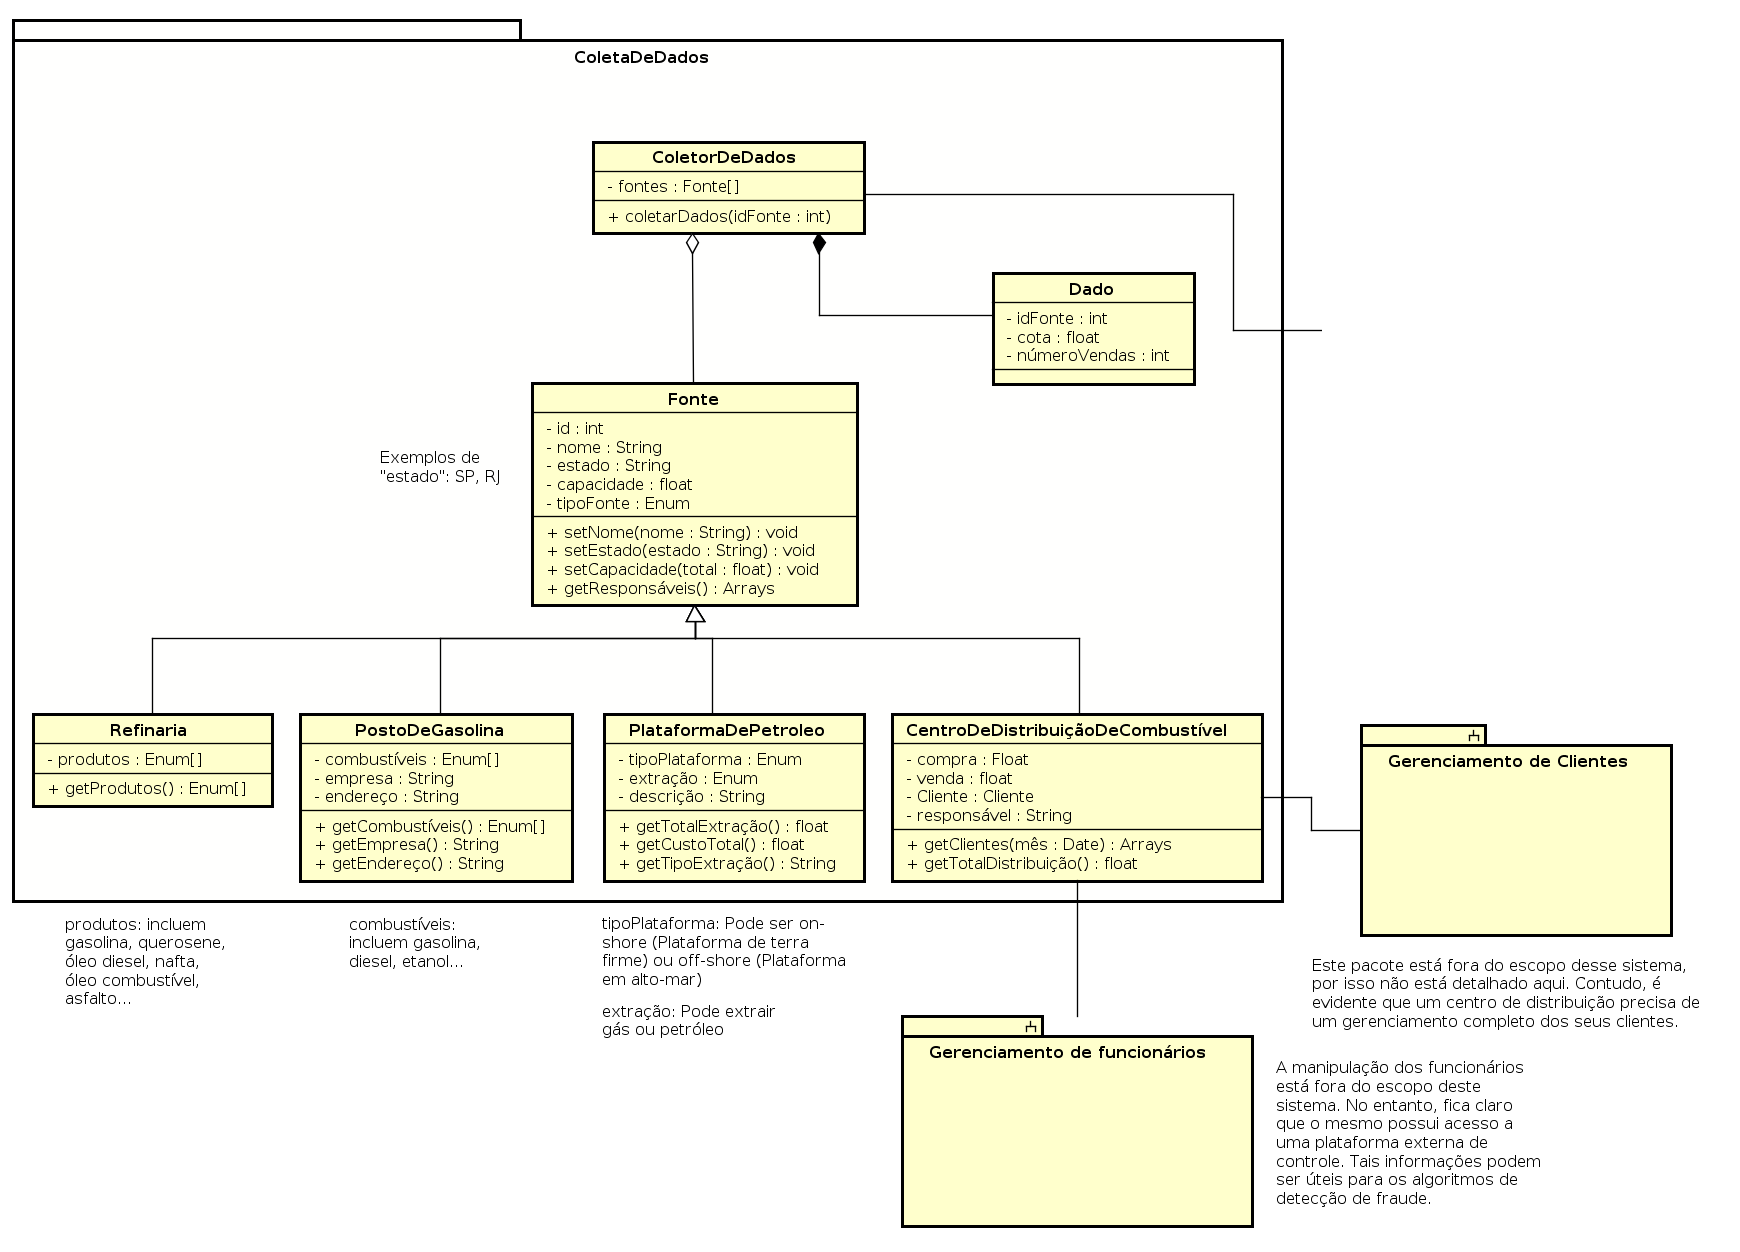 ColetaDeDados
ColetorDeDados
- fontes : Fonte[]
+ coletarDados(idFonte : int)
Dado
- idFonte : int
- cota : float
- númeroVendas : int
Fonte
- id : int
- nome : String
- estado : String
- capacidade : float
- tipoFonte : Enum
+ setNome(nome : String) : void
+ setEstado(estado : String) : void
+ setCapacidade(total : float) : void
+ getResponsáveis() : Arrays
Exemplos de
"estado": SP, RJ
Refinaria
- produtos : Enum[]
+ getProdutos() : Enum[]
PostoDeGasolina
- combustíveis : Enum[]
- empresa : String
- endereço : String
+ getCombustíveis() : Enum[]
+ getEmpresa() : String
+ getEndereço() : String
PlataformaDePetroleo
- tipoPlataforma : Enum
- extração : Enum
- descrição : String
+ getTotalExtração() : float
+ getCustoTotal() : float
+ getTipoExtração() : String
CentroDeDistribuiçãoDeCombustível
- compra : Float
- venda : float
- Cliente : Cliente
- responsável : String
+ getClientes(mês : Date) : Arrays
+ getTotalDistribuição() : float
Gerenciamento de Clientes
produtos: incluem
gasolina, querosene,
óleo diesel, nafta,
óleo combustível,
asfalto...
combustíveis:
incluem gasolina,
diesel, etanol...
tipoPlataforma: Pode ser on-
shore (Plataforma de terra
firme) ou off-shore (Plataforma
em alto-mar)
extração: Pode extrair
gás ou petróleo
Este pacote está fora do escopo desse sistema,
por isso não está detalhado aqui. Contudo, é
evidente que um centro de distribuição precisa de
um gerenciamento completo dos seus clientes.
Gerenciamento de funcionários
A manipulação dos funcionários
está fora do escopo deste
sistema. No entanto, fica claro
que o mesmo possui acesso a
uma plataforma externa de
controle. Tais informações podem
ser úteis para os algoritmos de
detecção de fraude.